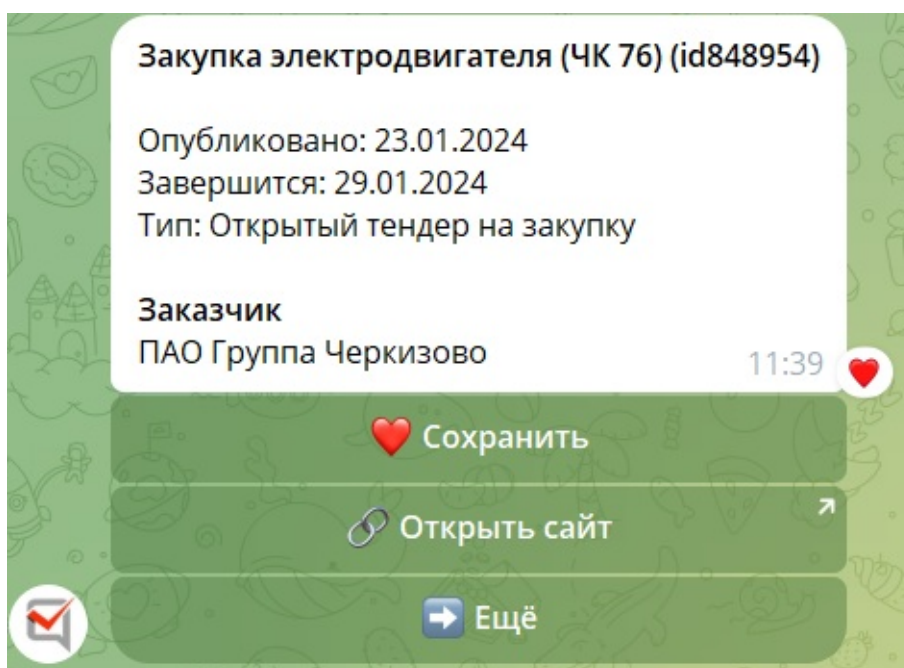 Закупка электродвигателя (ЧК 76) (id848954)
Опубликовано: 23.01.2024
Завершится: 29.01.2024
Тип: Открытый тендер на закупку
Заказчик
ПАО Группа Черкизово
11:39
❤️ Сохранить
🔗 Открыть сайт
➡️ Ещё